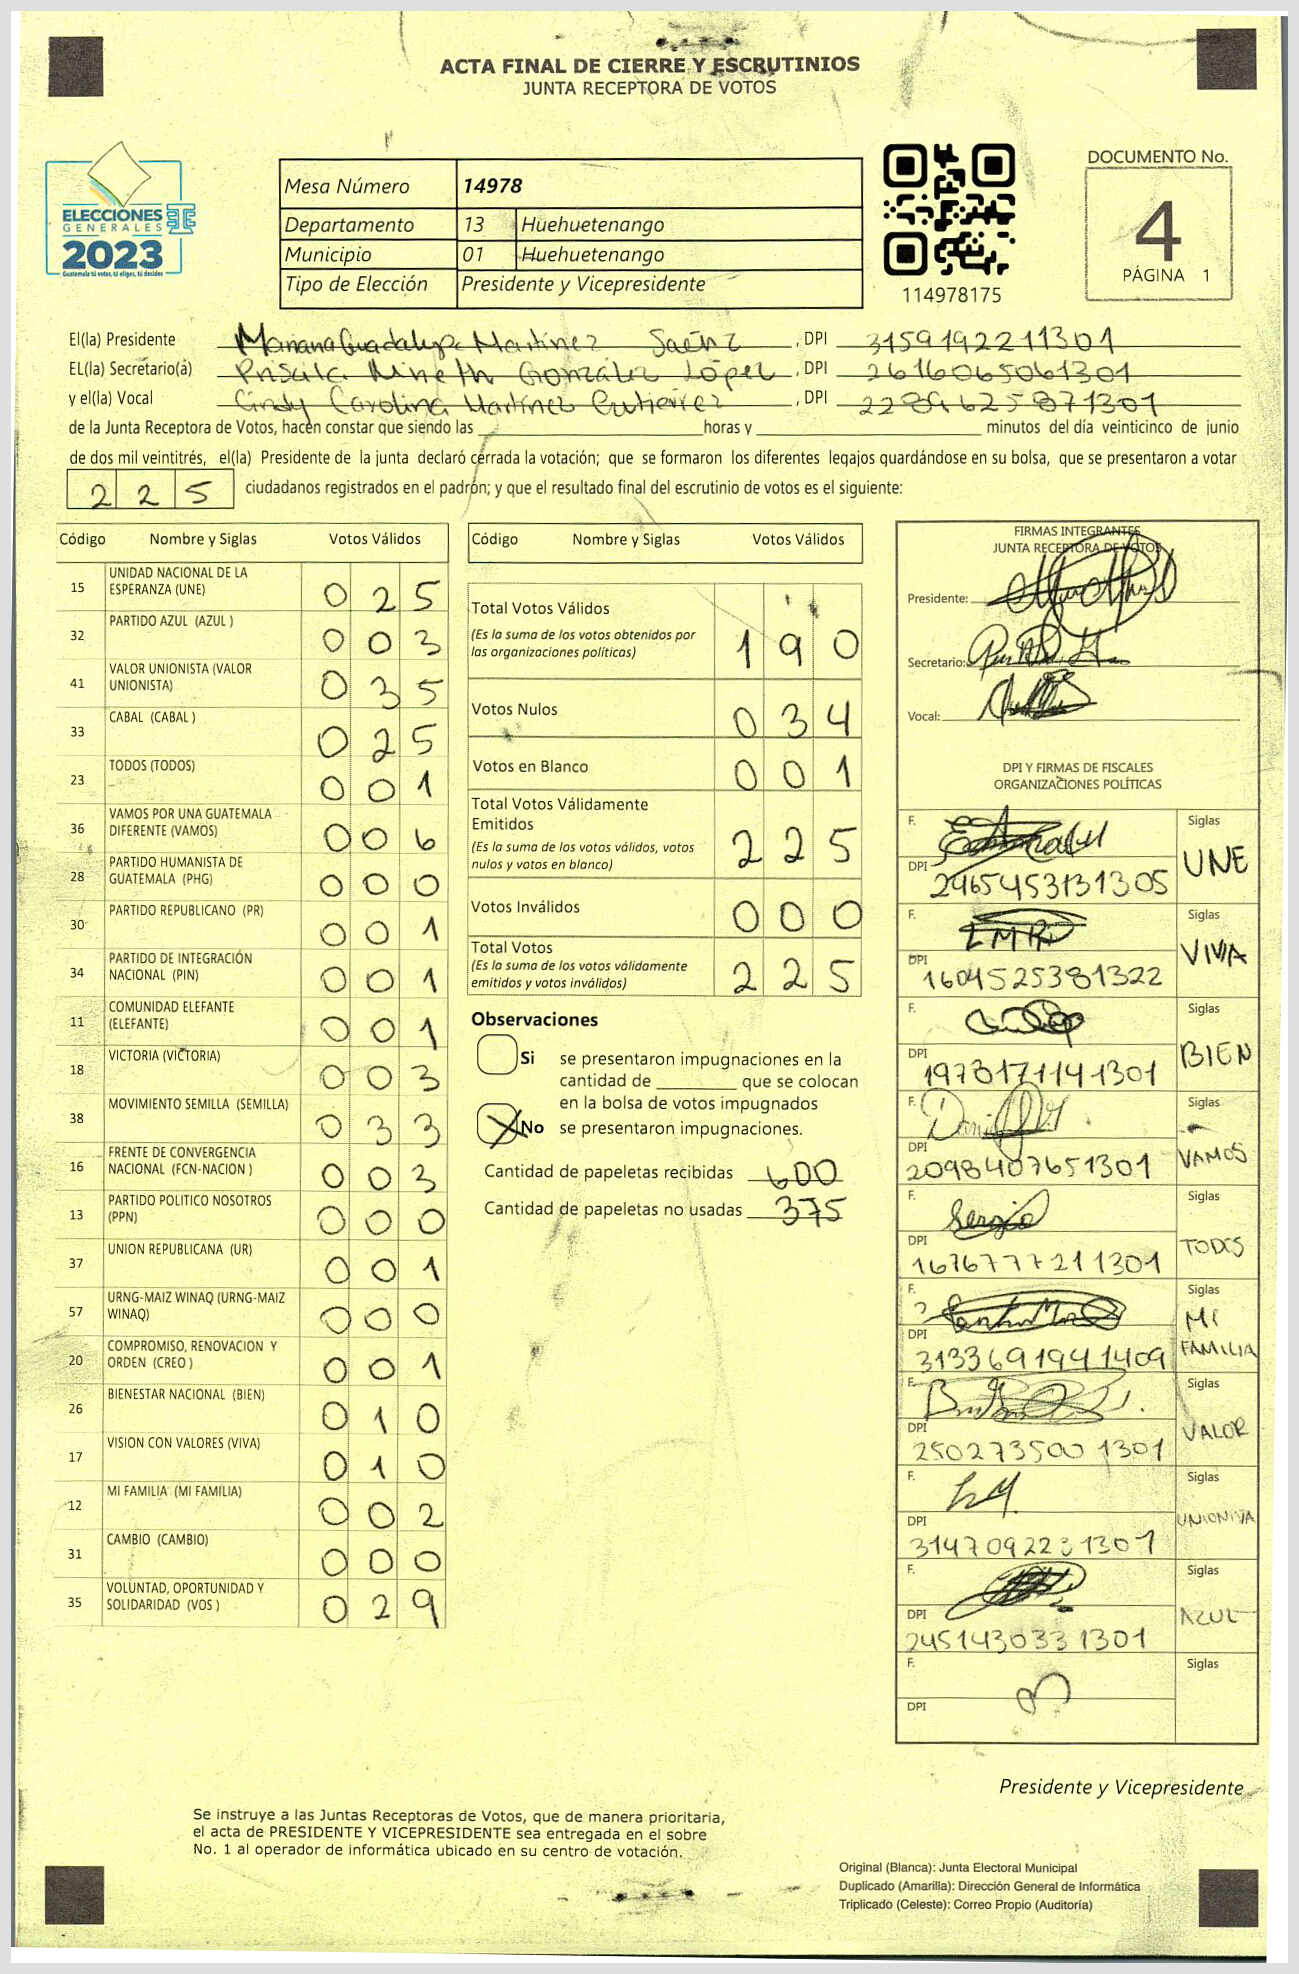 ACTA FINAL DE CIERRE Y ESCRUTINIOS
JUNTA RECEPTORA DE VOTOS
ELECCIONES
GENERALES
2023
Guatemala tú votas, tú eliges, tú decides
Mesa Número 14978
Departamento 13 Huehuetenango
Municipio 01 Huehuetenango
Tipo de Elección Presidente y Vicepresidente
114978175
DOCUMENTO No.
4
PÁGINA 1
El(la) Presidente Mariana Guadalupe Martínez Saénz , DPI 3159192211301
EL(la) Secretario(a) Priscila Nineth González López , DPI 2616065061301
y el(la) Vocal Cindy Carolina Martínez Gutierrez , DPI 2289625871301
de la Junta Receptora de Votos, hacen constar que siendo las horas y minutos del día veinticinco de junio
de dos mil veintitrés, el(la) Presidente de la junta declaró cerrada la votación; que se formaron los diferentes legajos guardándose en su bolsa, que se presentaron a votar
225 ciudadanos registrados en el padrón; y que el resultado final del escrutinio de votos es el siguiente:
Código Nombre y Siglas Votos Válidos
15 UNIDAD NACIONAL DE LA ESPERANZA (UNE) 025
32 PARTIDO AZUL (AZUL ) 003
41 VALOR UNIONISTA (VALOR UNIONISTA) 035
33 CABAL (CABAL ) 025
23 TODOS (TODOS) 001
36 VAMOS POR UNA GUATEMALA DIFERENTE (VAMOS) 006
28 PARTIDO HUMANISTA DE GUATEMALA (PHG) 000
30 PARTIDO REPUBLICANO (PR) 001
34 PARTIDO DE INTEGRACIÓN NACIONAL (PIN) 001
11 COMUNIDAD ELEFANTE (ELEFANTE) 001
18 VICTORIA (VICTORIA) 003
38 MOVIMIENTO SEMILLA (SEMILLA) 033
16 FRENTE DE CONVERGENCIA NACIONAL (FCN-NACION ) 003
13 PARTIDO POLITICO NOSOTROS (PPN) 000
37 UNION REPUBLICANA (UR) 001
57 URNG-MAIZ WINAQ (URNG-MAIZ WINAQ) 000
20 COMPROMISO, RENOVACION Y ORDEN (CREO ) 001
26 BIENESTAR NACIONAL (BIEN) 010
17 VISION CON VALORES (VIVA) 010
12 MI FAMILIA (MI FAMILIA) 002
31 CAMBIO (CAMBIO) 000
35 VOLUNTAD, OPORTUNIDAD Y SOLIDARIDAD (VOS ) 029
Código Nombre y Siglas Votos Válidos
Total Votos Válidos 190
(Es la suma de los votos obtenidos por
las organizaciones políticas)
Votos Nulos 034
Votos en Blanco 001
Total Votos Válidamente
Emitidos 225
(Es la suma de los votos válidos, votos
nulos y votos en blanco)
Votos Inválidos 000
Total Votos 225
(Es la suma de los votos válidamente
emitidos y votos inválidos)
Observaciones
Si se presentaron impugnaciones en la
cantidad de que se colocan
en la bolsa de votos impugnados
X No se presentaron impugnaciones.
Cantidad de papeletas recibidas 600
Cantidad de papeletas no usadas 375
FIRMAS INTEGRANTES
JUNTA RECEPTORA DE VOTOS
Presidente:
Secretario:
Vocal:
DPI Y FIRMAS DE FISCALES
ORGANIZACIONES POLÍTICAS
F. Siglas UNE
DPI 2465453131305
F. Siglas VIVA
DPI 1604525381322
F. Siglas BIEN
DPI 1973171141301
F. Siglas VAMOS
DPI 2098407651301
F. Sergio Siglas TODOS
DPI 1676777211301
F. Siglas MI FAMILIA
DPI 3133691941409
F. Siglas VALOR
DPI 2502735001301
F. Siglas
DPI
F. Siglas AZUL
DPI 2451430331301
F. Siglas
DPI
Presidente y Vicepresidente
Se instruye a las Juntas Receptoras de Votos, que de manera prioritaria,
el acta de PRESIDENTE Y VICEPRESIDENTE sea entregada en el sobre
No. 1 al operador de informática ubicado en su centro de votación.
Original (Blanca): Junta Electoral Municipal
Duplicado (Amarilla): Dirección General de Informática
Triplicado (Celeste): Correo Propio (Auditoría)